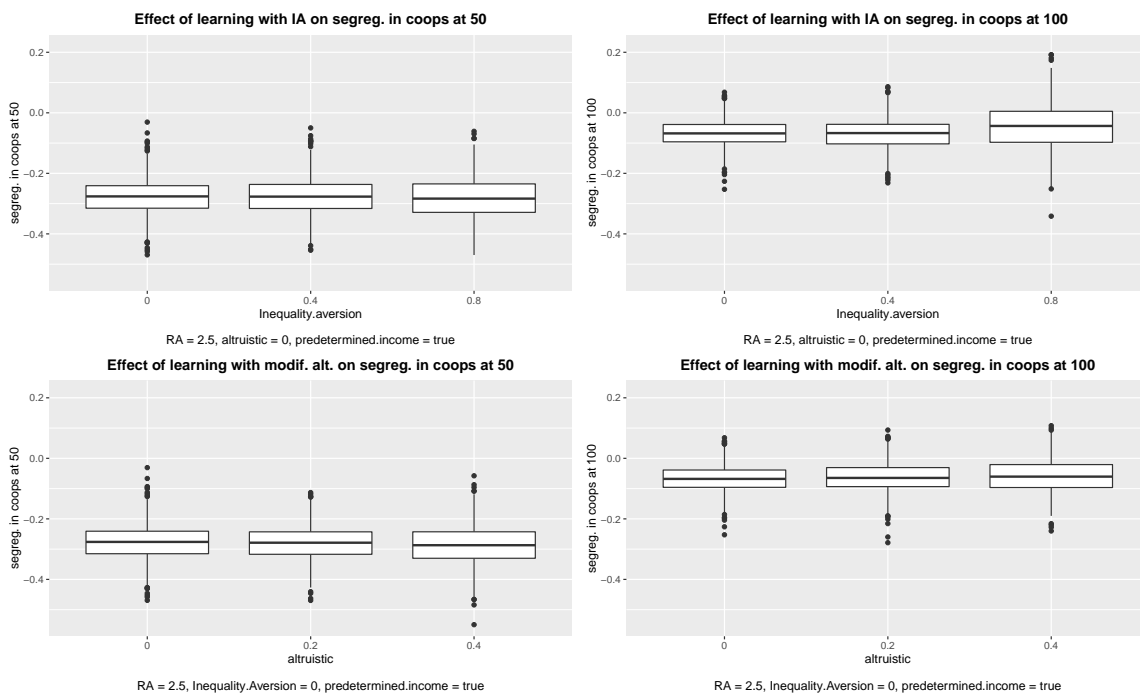 Effect of learning with IA on segreg. in coops at 50
segreg. in coops at 50
0.2
0.0
−0.2
−0.4
0 0.4 0.8
Inequality.aversion
RA = 2.5, altruistic = 0, predetermined.income = true
Effect of learning with IA on segreg. in coops at 100
segreg. in coops at 100
0.2
0.0
−0.2
−0.4
0 0.4 0.8
Inequality.aversion
RA = 2.5, altruistic = 0, predetermined.income = true
Effect of learning with modif. alt. on segreg. in coops at 50
segreg. in coops at 50
0.2
0.0
−0.2
−0.4
0 0.2 0.4
altruistic
RA = 2.5, Inequality.Aversion = 0, predetermined.income = true
Effect of learning with modif. alt. on segreg. in coops at 100
segreg. in coops at 100
0.2
0.0
−0.2
−0.4
0 0.2 0.4
altruistic
RA = 2.5, Inequality.Aversion = 0, predetermined.income = true